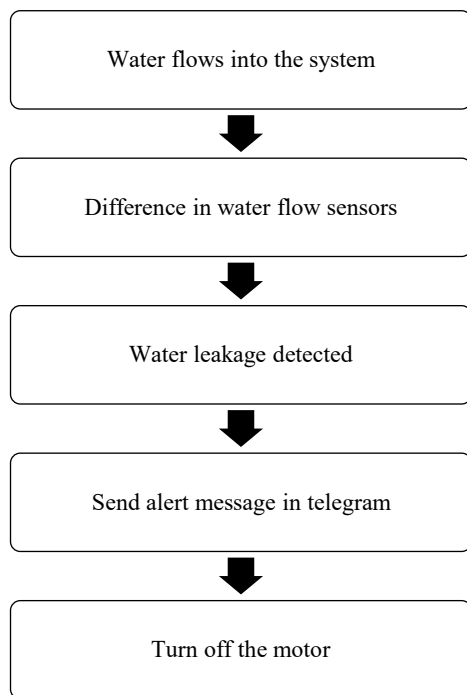 Water flows into the system
Difference in water flow sensors
Water leakage detected
Send alert message in telegram
Turn off the motor